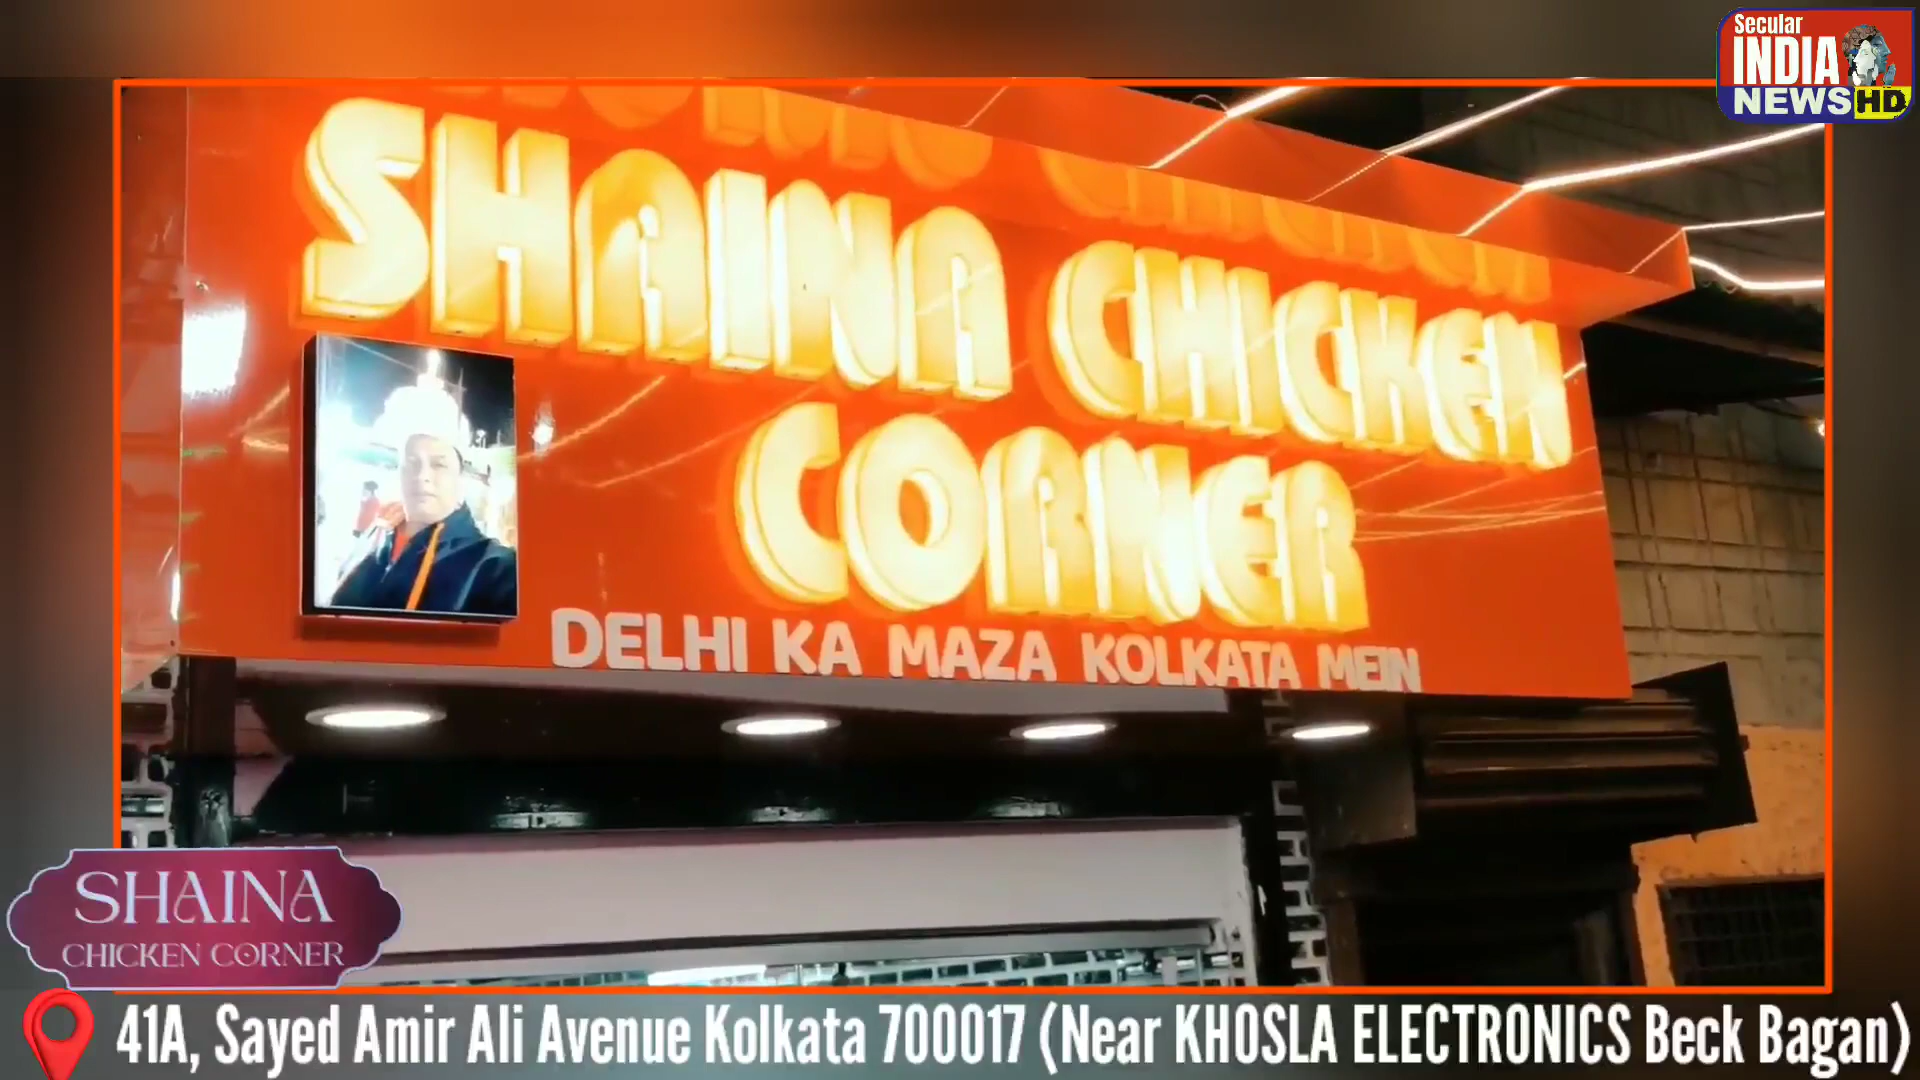 Secular
INDIA
NEWS HD
SHAINA CHICKEN
CORNER
DELHI KA MAZA KOLKATA MEIN
SHAINA
CHICKEN CORNER
41A, Sayed Amir Ali Avenue Kolkata 700017 (Near KHOSLA ELECTRONICS Beck Bagan)